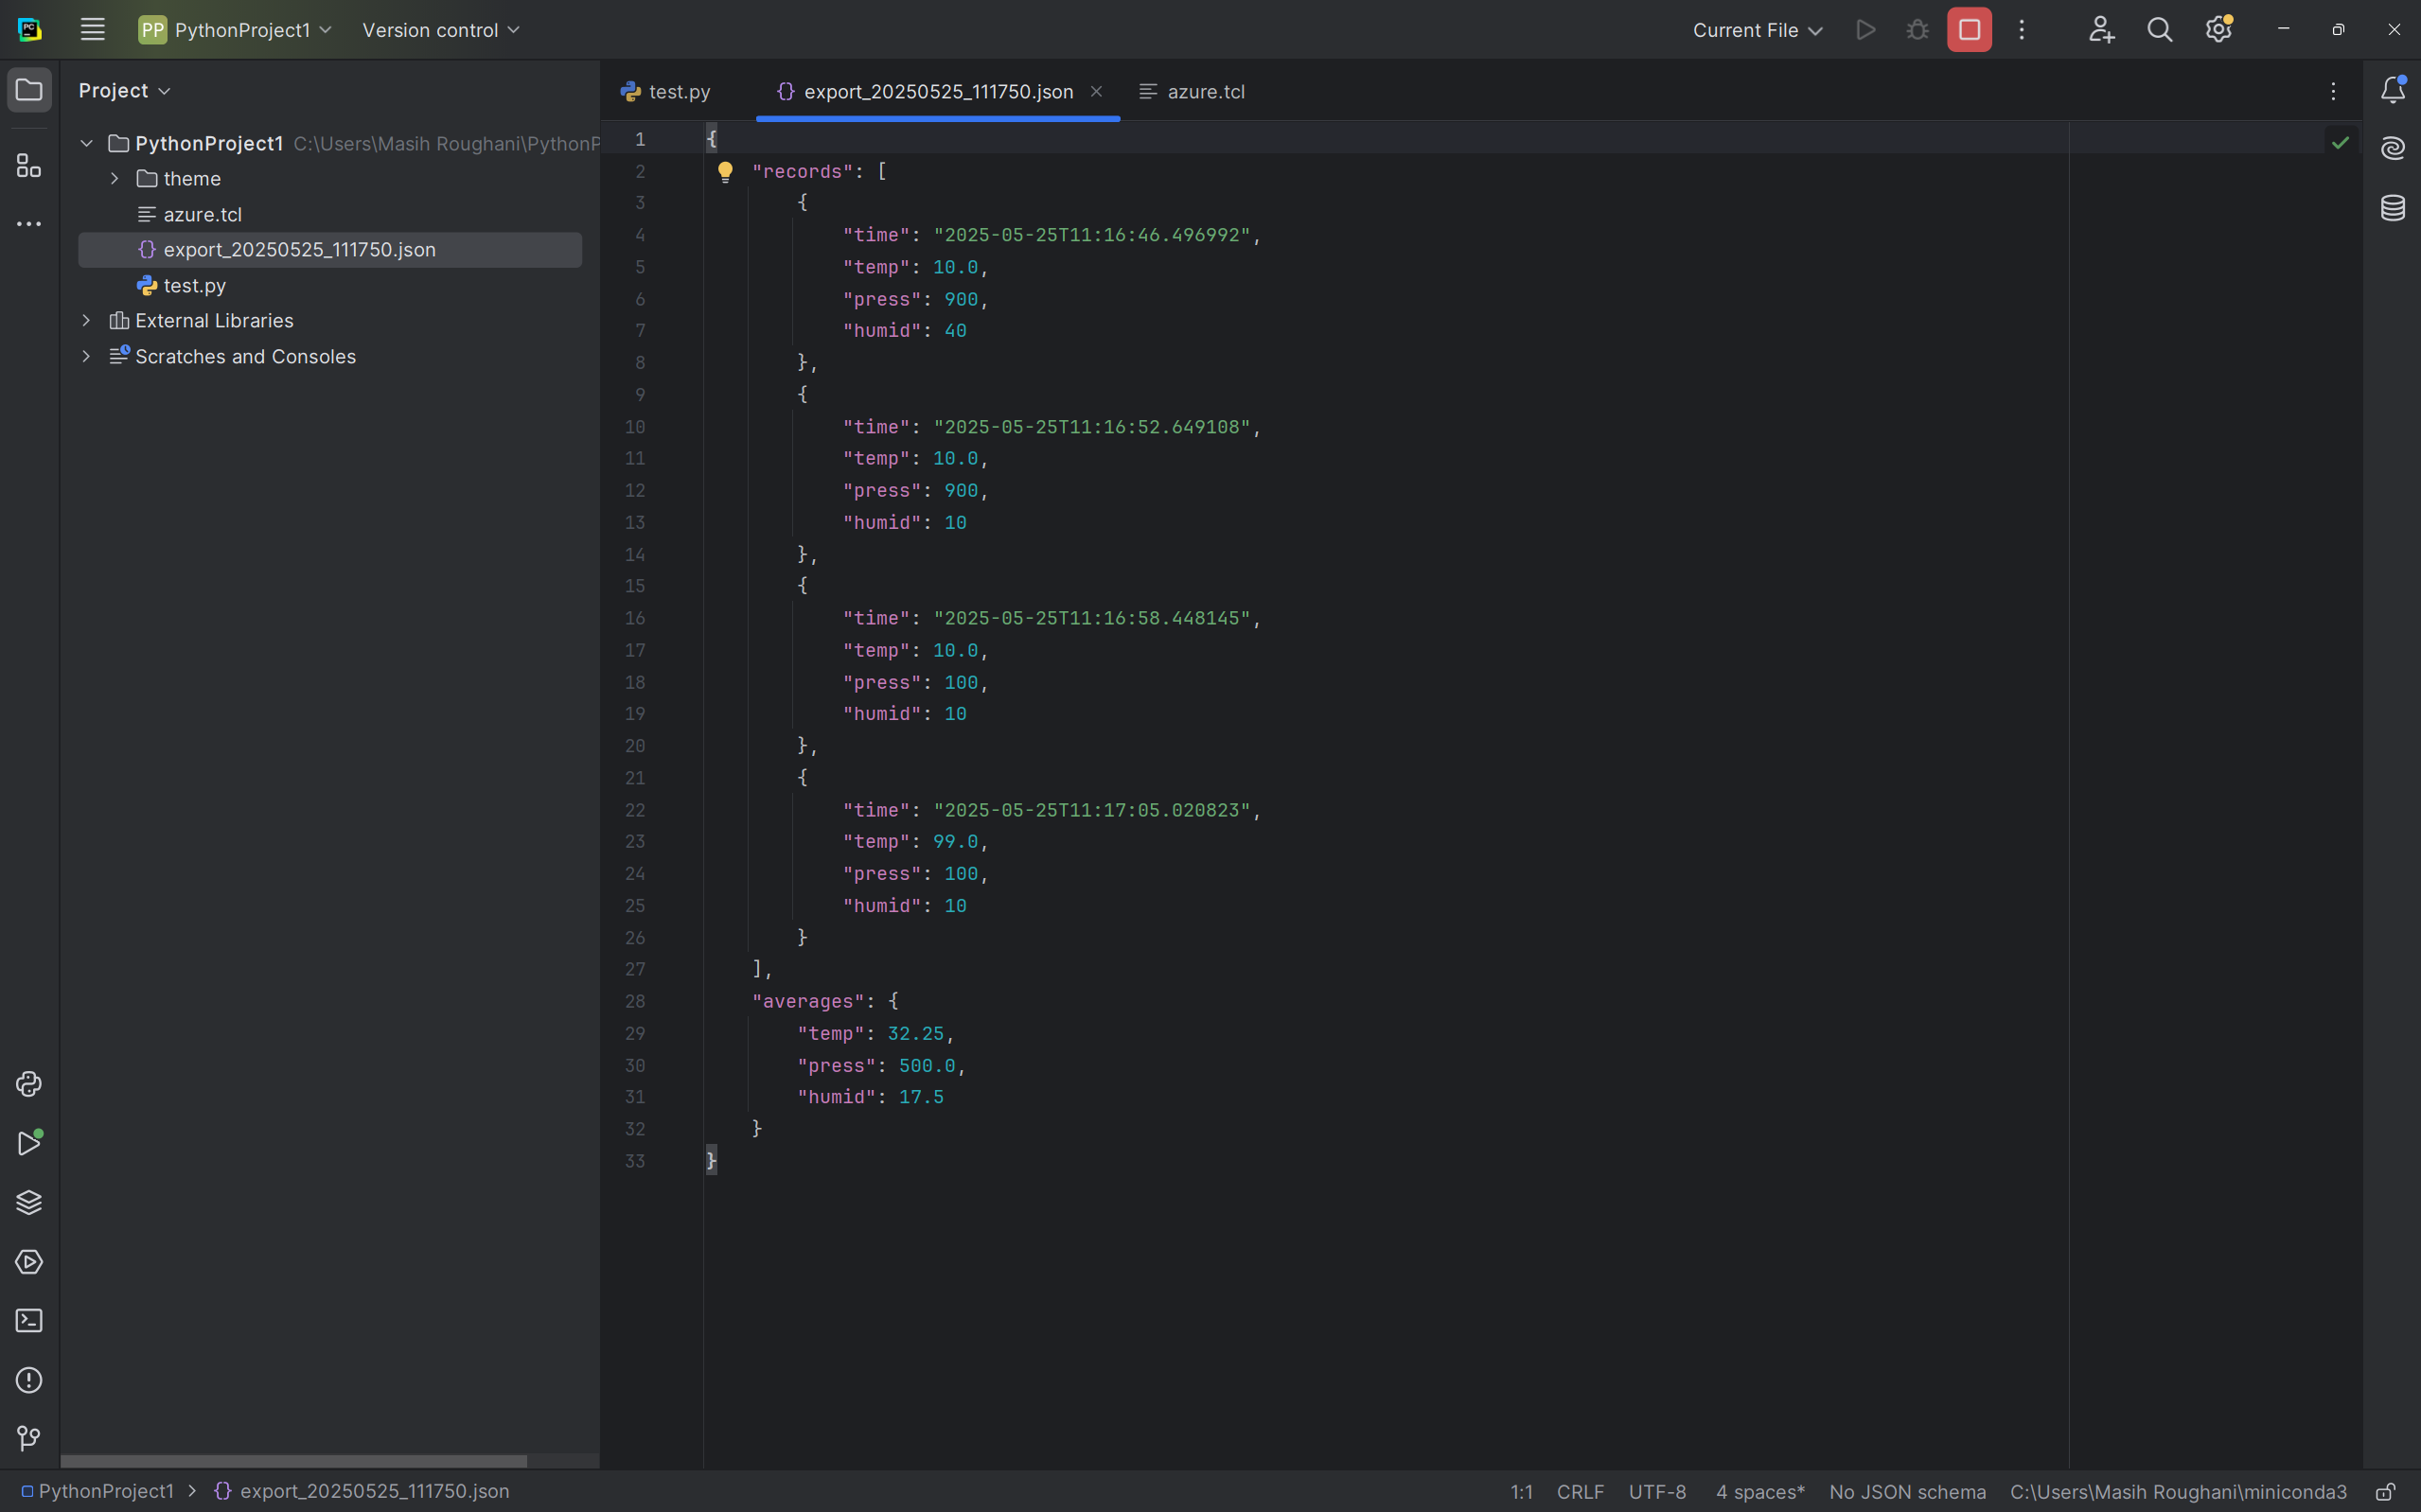 PC
PP PythonProject1 Version control Current File
Project
PythonProject1 C:\Users\Masih Roughani\PythonP
theme
azure.tcl
export_20250525_111750.json
test.py
External Libraries
Scratches and Consoles
test.py export_20250525_111750.json azure.tcl
1 {
2 "records": [
3 {
4 "time": "2025-05-25T11:16:46.496992",
5 "temp": 10.0,
6 "press": 900,
7 "humid": 40
8 },
9 {
10 "time": "2025-05-25T11:16:52.649108",
11 "temp": 10.0,
12 "press": 900,
13 "humid": 10
14 },
15 {
16 "time": "2025-05-25T11:16:58.448145",
17 "temp": 10.0,
18 "press": 100,
19 "humid": 10
20 },
21 {
22 "time": "2025-05-25T11:17:05.020823",
23 "temp": 99.0,
24 "press": 100,
25 "humid": 10
26 }
27 ],
28 "averages": {
29 "temp": 32.25,
30 "press": 500.0,
31 "humid": 17.5
32 }
33 }
PythonProject1 > {} export_20250525_111750.json 1:1 CRLF UTF-8 4 spaces* No JSON schema C:\Users\Masih Roughani\miniconda3